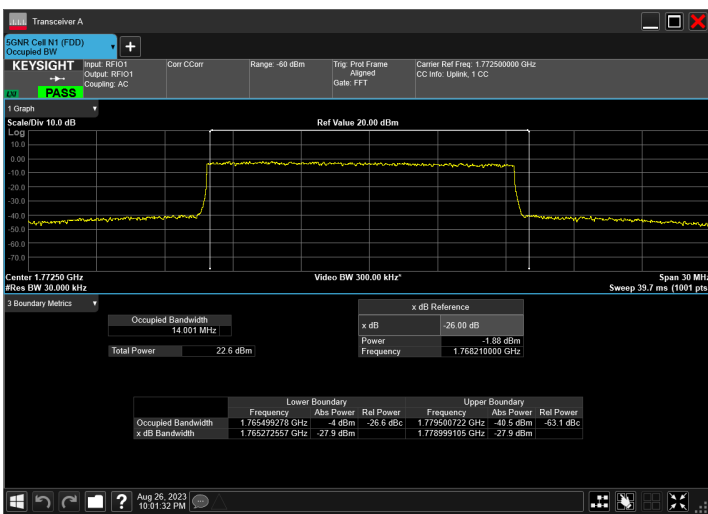 Transceiver A
5GNR Cell N1 (FDD)
Occupied BW
KEYSIGHT
LXI
PASS
Input: RFIO1
Output: RFIO1
Coupling: AC
Corr CCorr
Range: -60 dBm
Trig: Prot Frame
Aligned
Gate: FFT
Carrier Ref Freq: 1.772500000 GHz
CC Info: Uplink, 1 CC
1 Graph
Scale/Div 10.0 dB
Ref Value 20.00 dBm
Log
10.0
0.00
-10.0
-20.0
-30.0
-40.0
-50.0
-60.0
-70.0
Center 1.77250 GHz
Video BW 300.00 kHz*
Span 30 MHz
#Res BW 30.000 kHz
Sweep 39.7 ms (1001 pts
3 Boundary Metrics
Occupied Bandwidth
14.001 MHz
Total Power 22.6 dBm
x dB Reference
x dB -26.00 dB
Power -1.88 dBm
Frequency 1.768210000 GHz
Lower Boundary Upper Boundary
Frequency Abs Power Rel Power Frequency Abs Power Rel Power
Occupied Bandwidth 1.765499278 GHz -4 dBm -26.6 dBc 1.779500722 GHz -40.5 dBm -63.1 dBc
x dB Bandwidth 1.765272557 GHz -27.9 dBm 1.778999105 GHz -27.9 dBm
?
Aug 26, 2023
10:01:32 PM